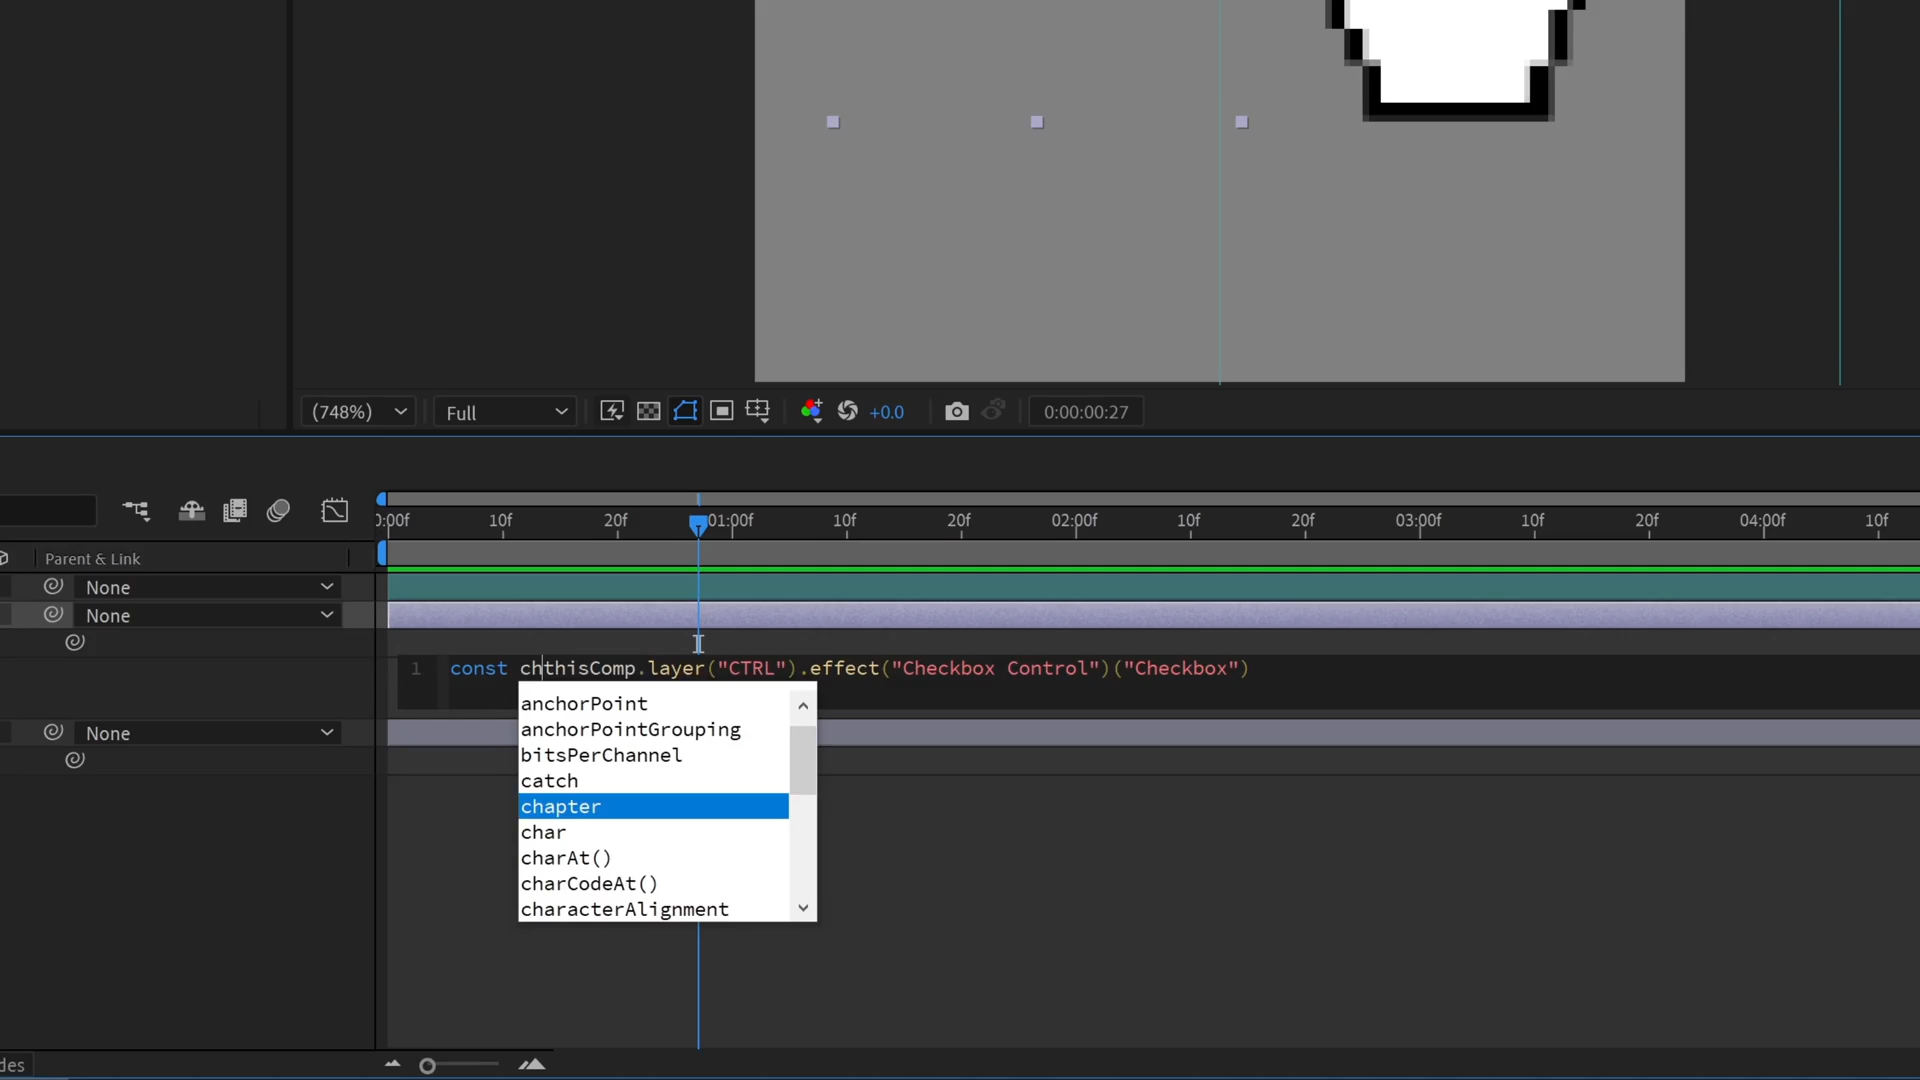 (748%)
Full
+0.0
0:00:00:27
0:00f 10f 20f 01:00f 10f 20f 02:00f 10f 20f 03:00f 10f 20f 04:00f 10f
Parent & Link
None
None
1 const chthisComp.layer("CTRL").effect("Checkbox Control")("Checkbox")
anchorPoint
anchorPointGrouping
None
bitsPerChannel
catch
chapter
char
charAt()
charCodeAt()
characterAlignment
des